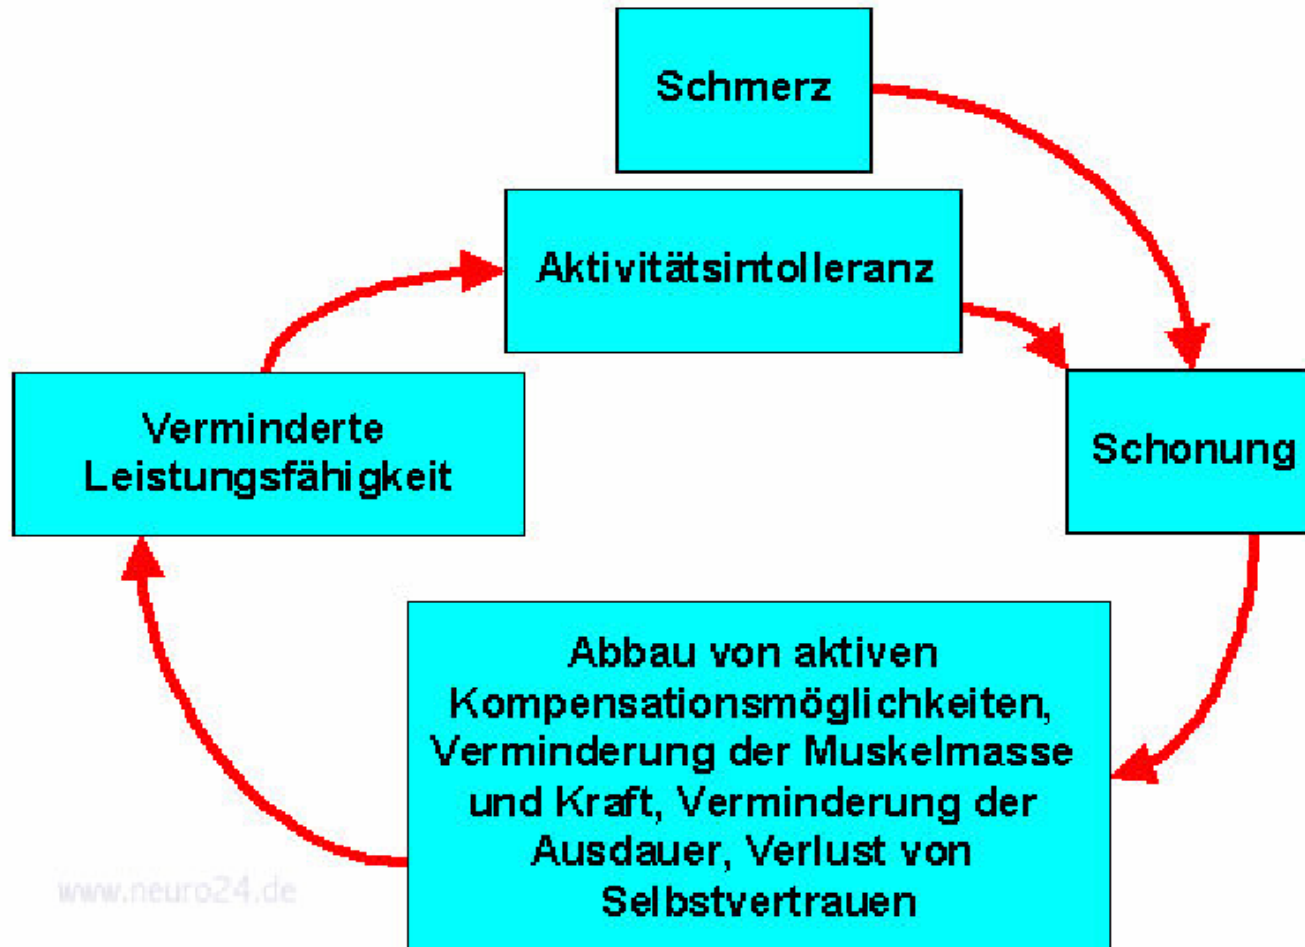 Schmerz
Aktivitätsintolleranz
Verminderte
Leistungsfähigkeit
Schonung
Abbau von aktiven
Kompensationsmöglichkeiten,
Verminderung der Muskelmasse
und Kraft, Verminderung der
Ausdauer, Verlust von
Selbstvertrauen
www.neuro24.de